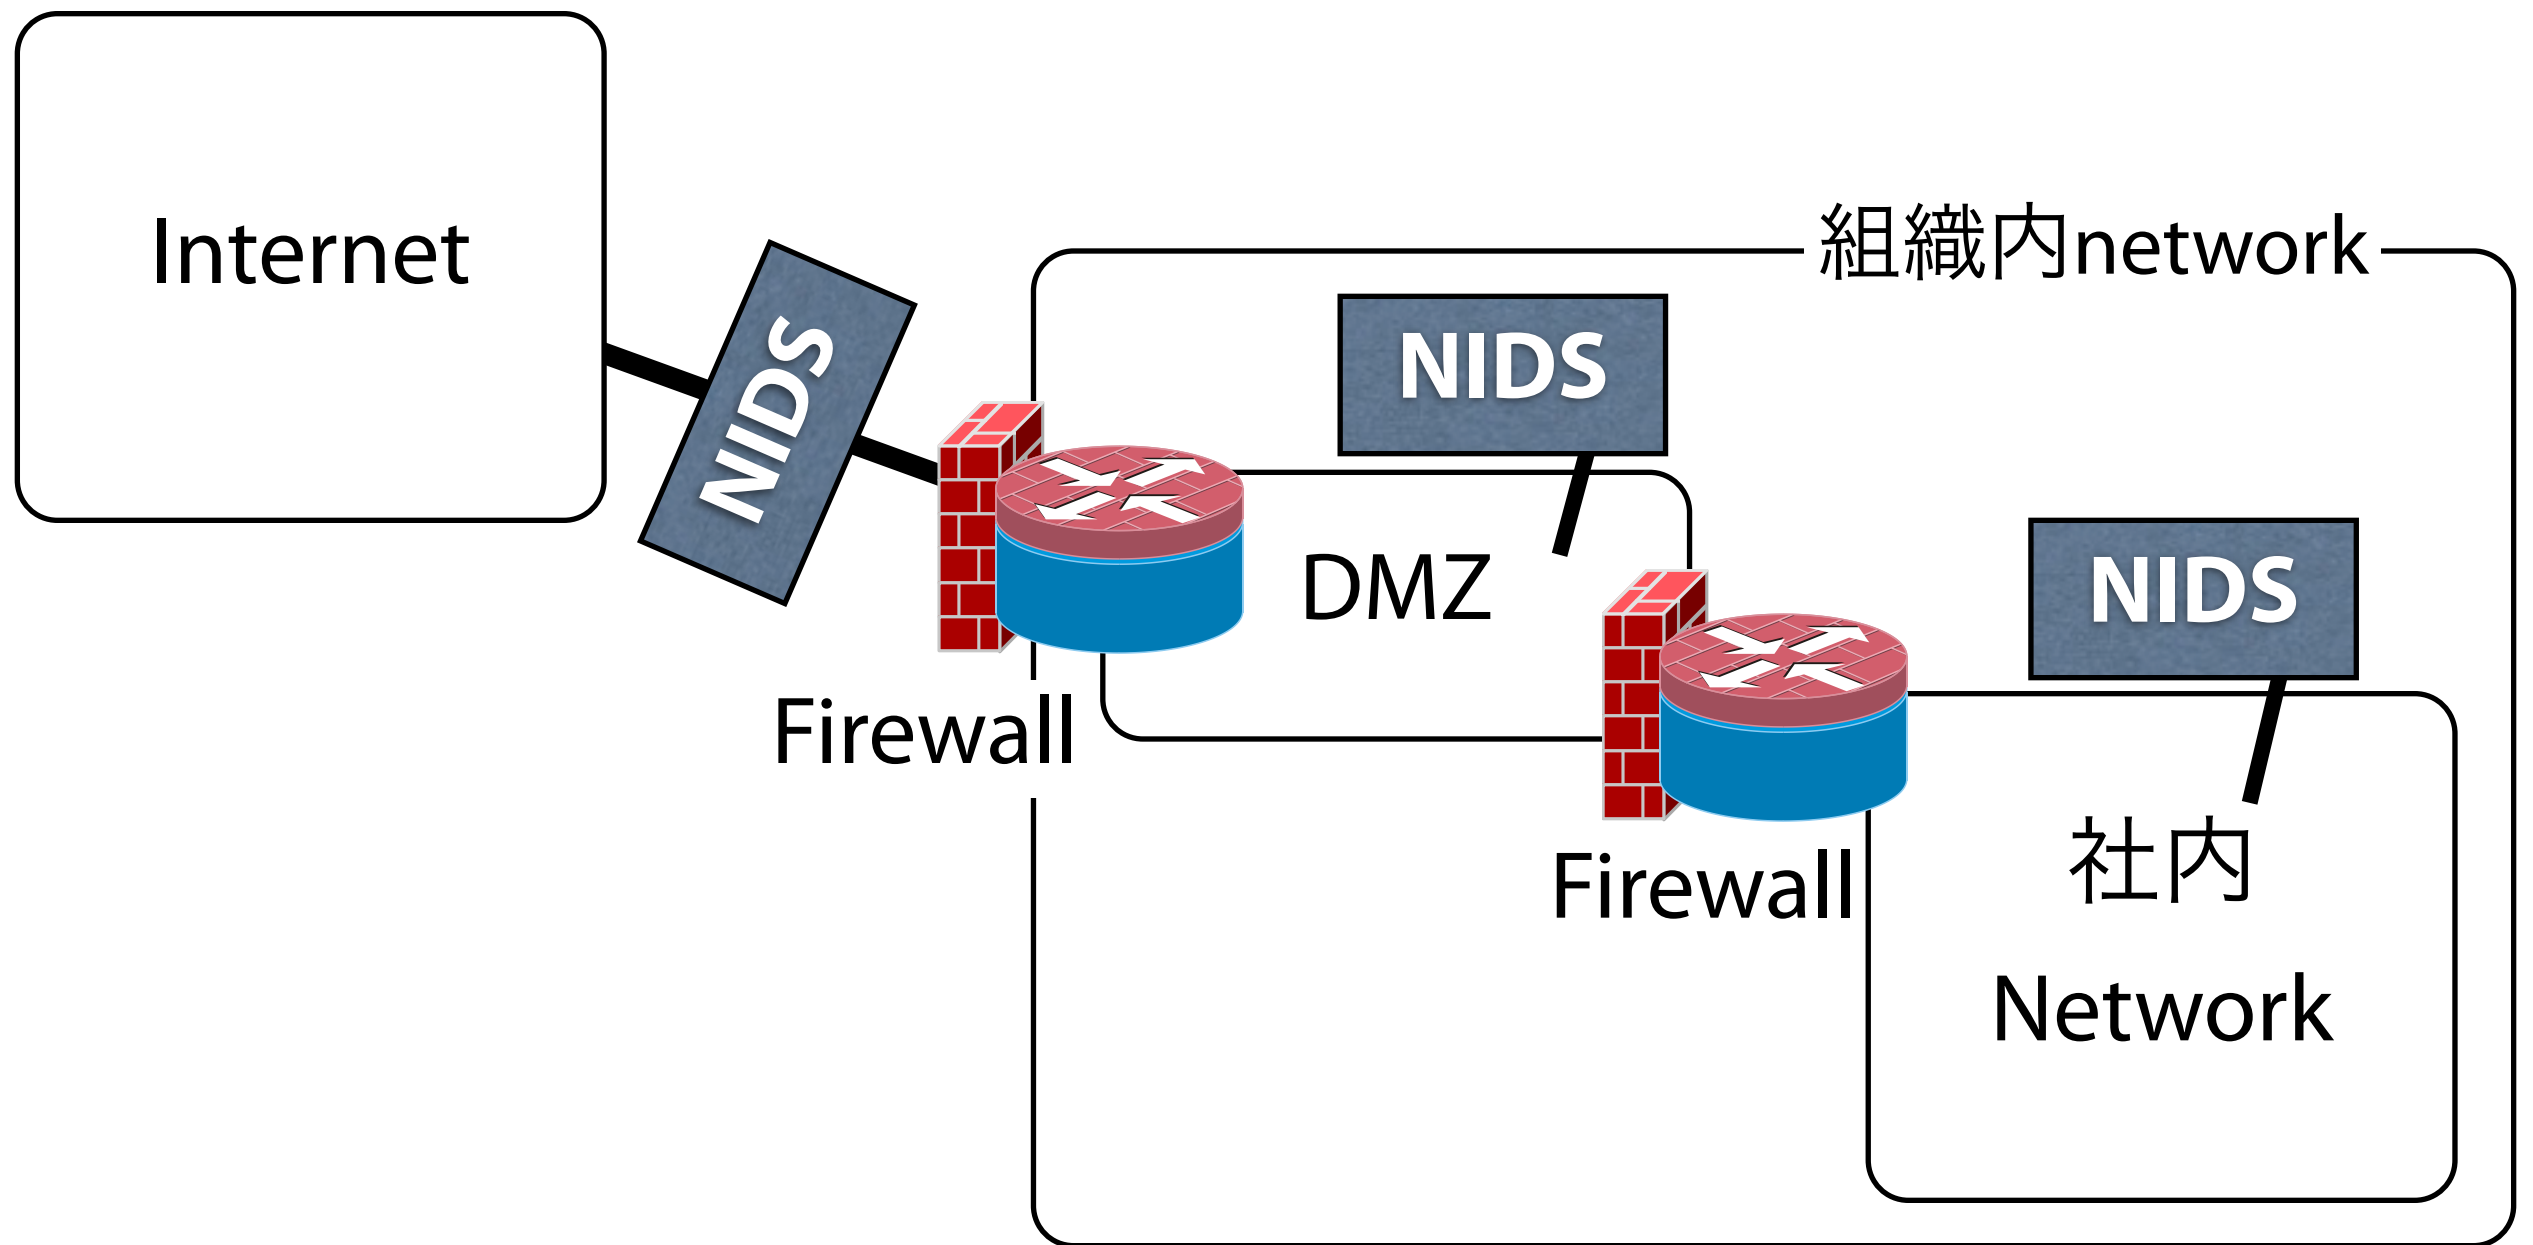 Internet
NIDS
組織内network
NIDS
DMZ
NIDS
Firewall
Firewall
社内
Network